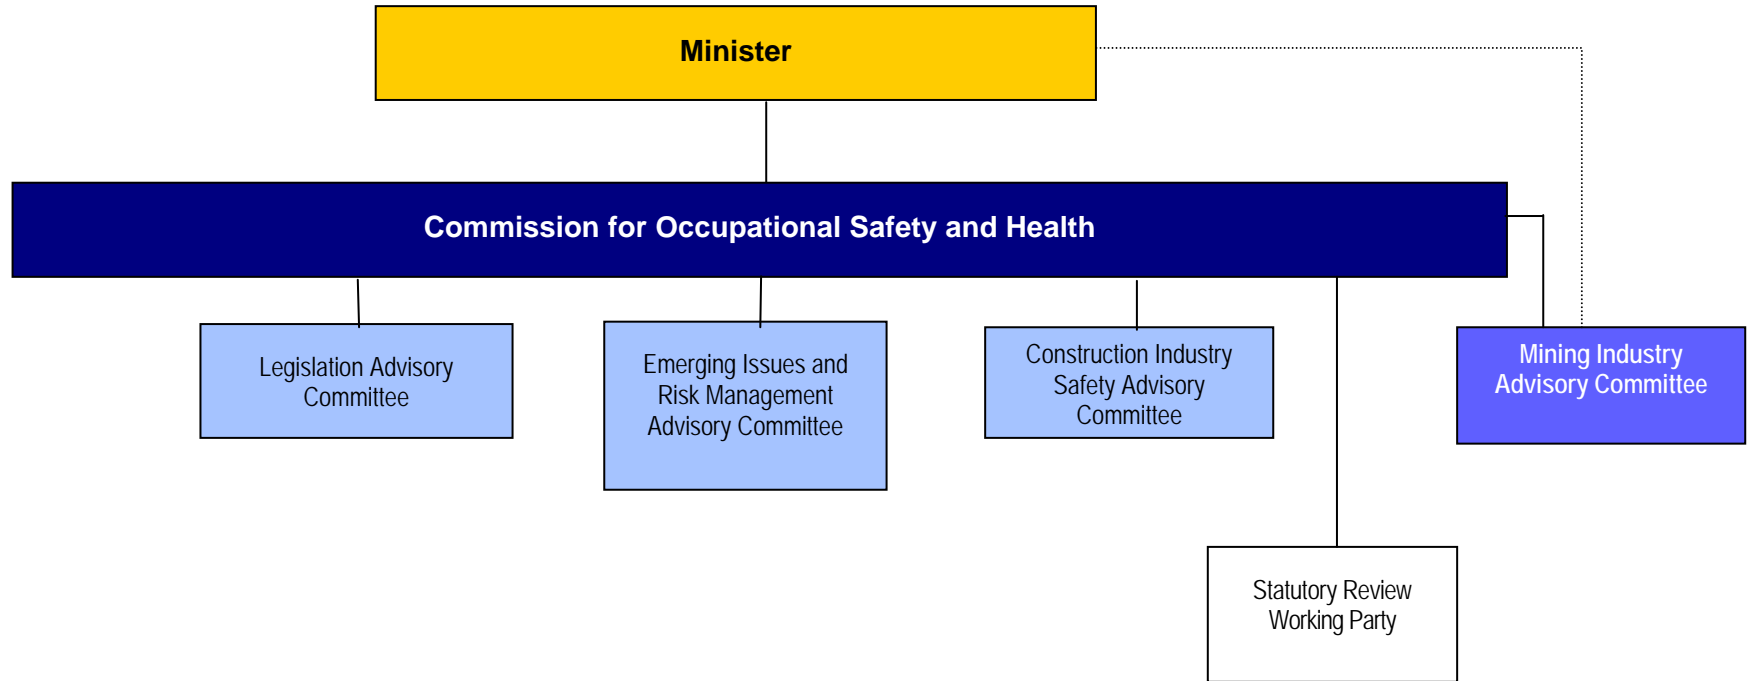 Minister
Commission for Occupational Safety and Health
Legislation Advisory
Committee
Emerging Issues and
Risk Management
Advisory Committee
Construction Industry
Safety Advisory
Committee
Mining Industry
Advisory Committee
Statutory Review
Working Party